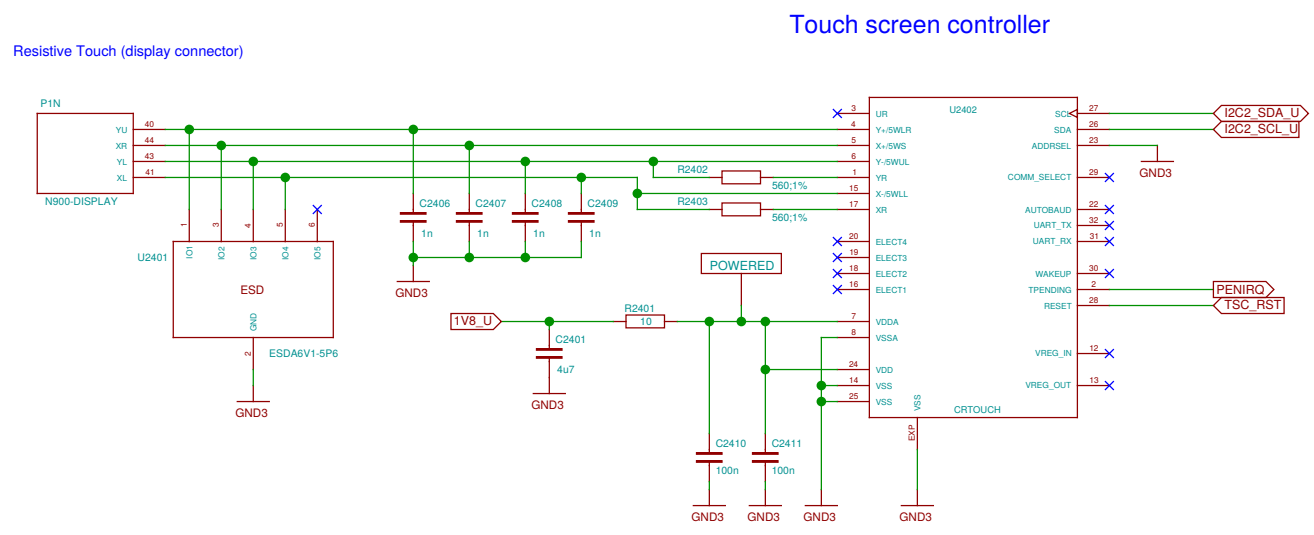 Touch screen controller
Resistive Touch (display connector)
P1N
YU 40
XR 44
YL 43
XL 41
N900-DISPLAY
U2401
1 3 4 5 6
IO1 IO2 IO3 IO4 IO5
ESD
GND
2
ESDA6V1-5P6
GND3
C2406 C2407 C2408 C2409
1n 1n 1n 1n
GND3
R2402
560;1%
R2403
560;1%
POWERED
1V8_U
R2401
10
C2401
4u7
GND3
C2410 C2411
100n 100n
GND3 GND3 GND3 GND3
U2402
3 UR
4 Y+/5WLR
5 X+/5WS
6 Y-/5WUL
1 YR
15 X-/5WLL
17 XR
20 ELECT4
19 ELECT3
18 ELECT2
16 ELECT1
7 VDDA
8 VSSA
24 VDD
14 VSS
25 VSS
VSS
EXP
CRTOUCH
SCL 27 I2C2_SDA_U
SDA 26 I2C2_SCL_U
ADDRSEL 23
GND3
COMM_SELECT 29
AUTOBAUD 22
UART_TX 32
UART_RX 31
WAKEUP 30
TPENDING 2 PENIRQ
RESET 28 TSC_RST
VREG_IN 12
VREG_OUT 13